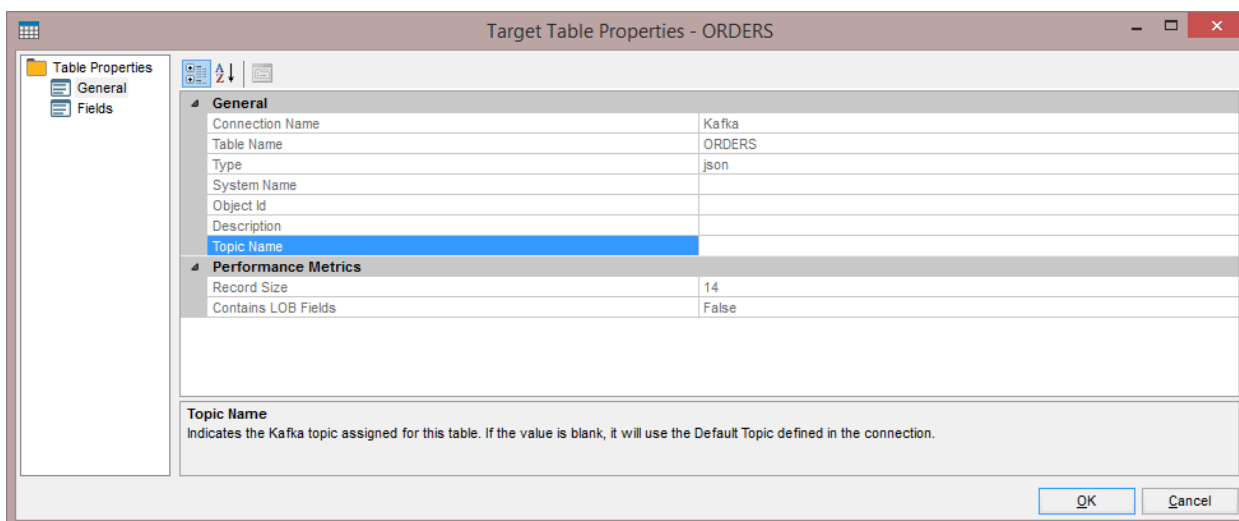 Target Table Properties - ORDERS
Table Properties
General
Fields
General
Connection Name Kafka
Table Name ORDERS
Type json
System Name
Object Id
Description
Topic Name
Performance Metrics
Record Size 14
Contains LOB Fields False
Topic Name
Indicates the Kafka topic assigned for this table. If the value is blank, it will use the Default Topic defined in the connection.
OK Cancel